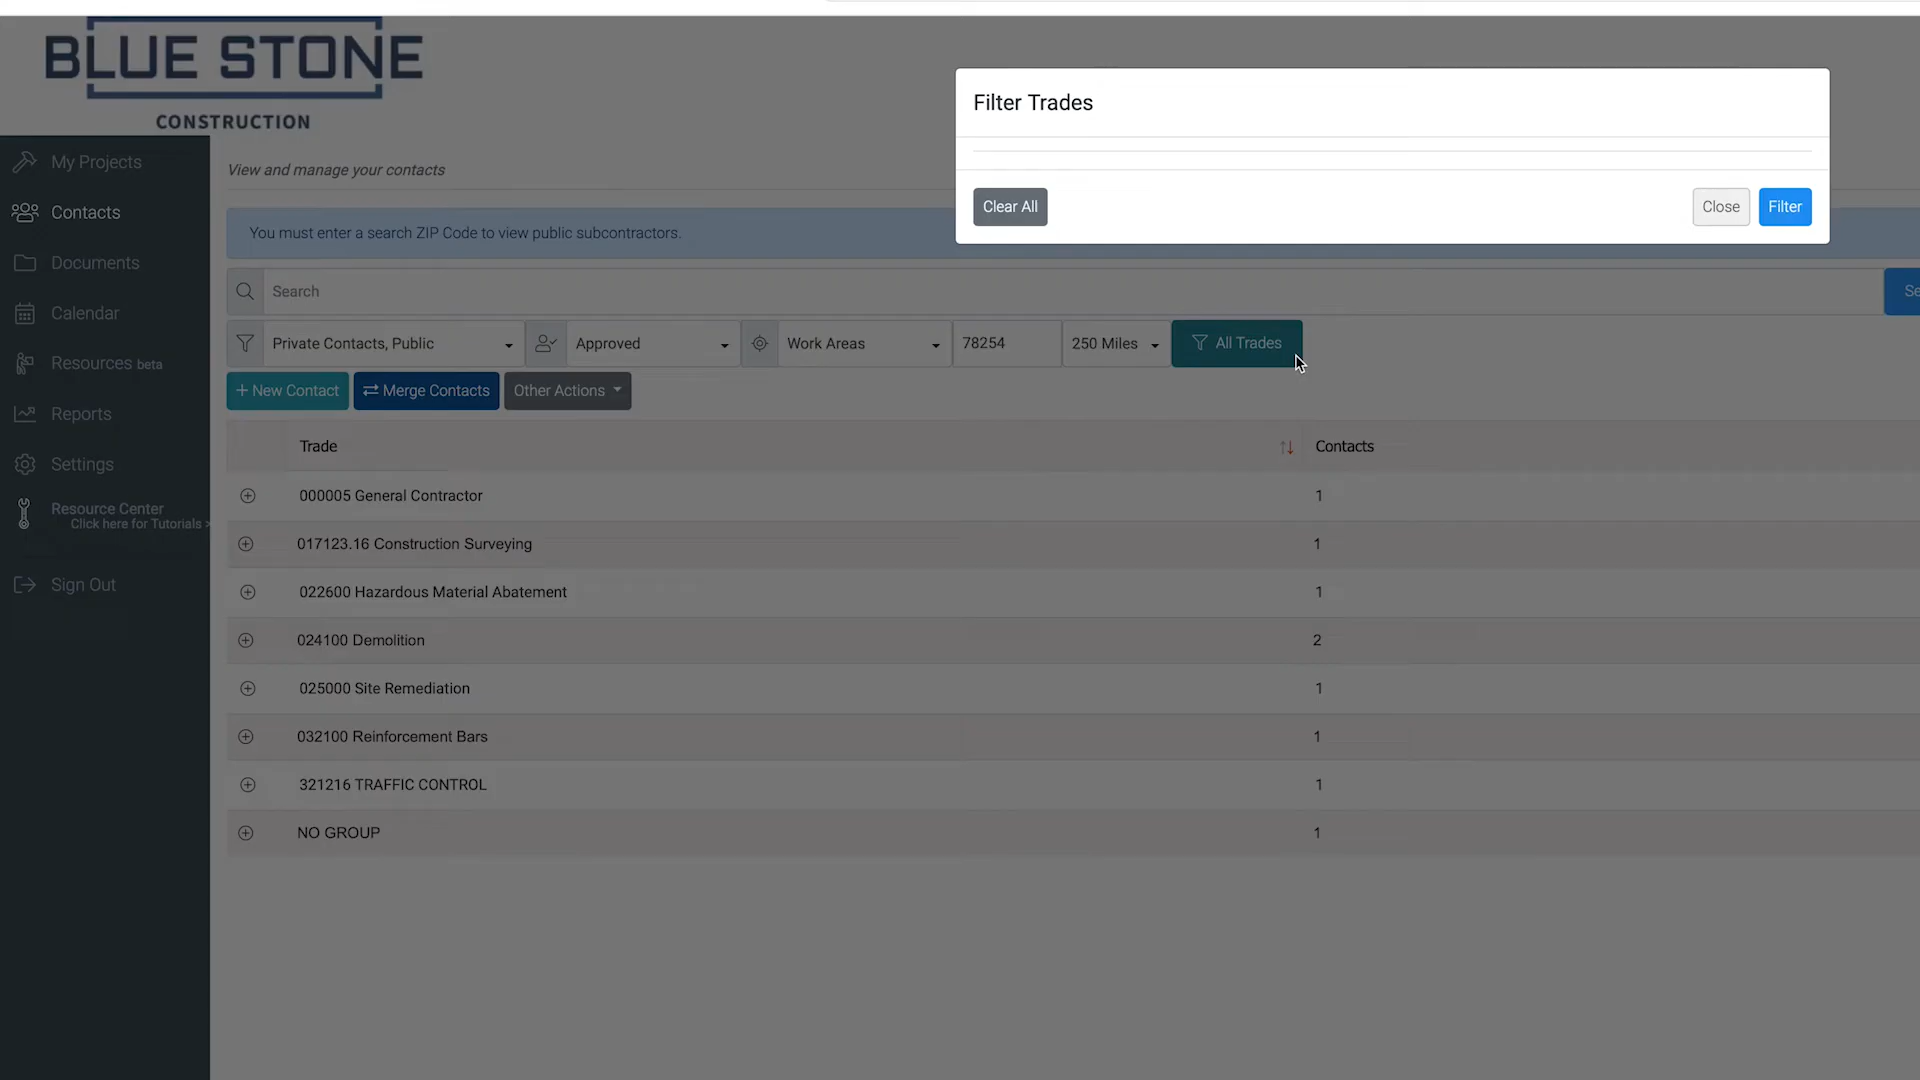 BLUE STONE
CONSTRUCTION
My Projects
Contacts
Documents
Calendar
Resources beta
Reports
Settings
Resource Center
Click here for Tutorials »
Sign Out
View and manage your contacts
You must enter a search ZIP Code to view public subcontractors.
Filter Trades
Clear All Close Filter
Search Se
Private Contacts, Public Approved Work Areas 78254 250 Miles All Trades
+ New Contact Merge Contacts Other Actions
Trade Contacts
000005 General Contractor 1
017123.16 Construction Surveying 1
022600 Hazardous Material Abatement 1
024100 Demolition 2
025000 Site Remediation 1
032100 Reinforcement Bars 1
321216 TRAFFIC CONTROL 1
NO GROUP 1